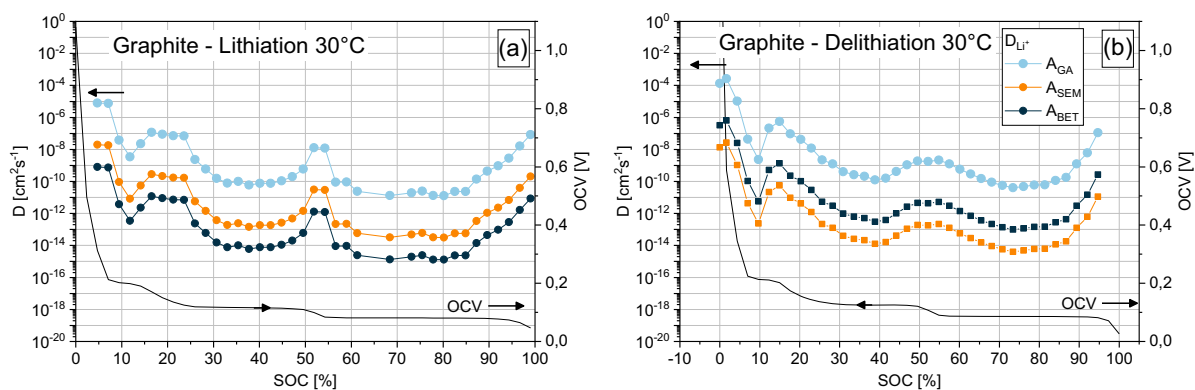 Graphite - Lithiation 30°C
(a)
D [cm²s⁻¹]
10⁰
10⁻²
10⁻⁴
10⁻⁶
10⁻⁸
10⁻¹⁰
10⁻¹²
10⁻¹⁴
10⁻¹⁶
10⁻¹⁸
10⁻²⁰
0 10 20 30 40 50 60 70 80 90 100
SOC [%]
OCV
1,0
0,8
0,6
0,4
0,2
0,0
OCV [V]
Graphite - Delithiation 30°C
(b)
D_Li⁺
A_GA
A_SEM
A_BET
D [cm²s⁻¹]
10⁰
10⁻²
10⁻⁴
10⁻⁶
10⁻⁸
10⁻¹⁰
10⁻¹²
10⁻¹⁴
10⁻¹⁶
10⁻¹⁸
10⁻²⁰
-10 0 10 20 30 40 50 60 70 80 90 100
SOC [%]
OCV
1,0
0,8
0,6
0,4
0,2
0,0
OCV [V]